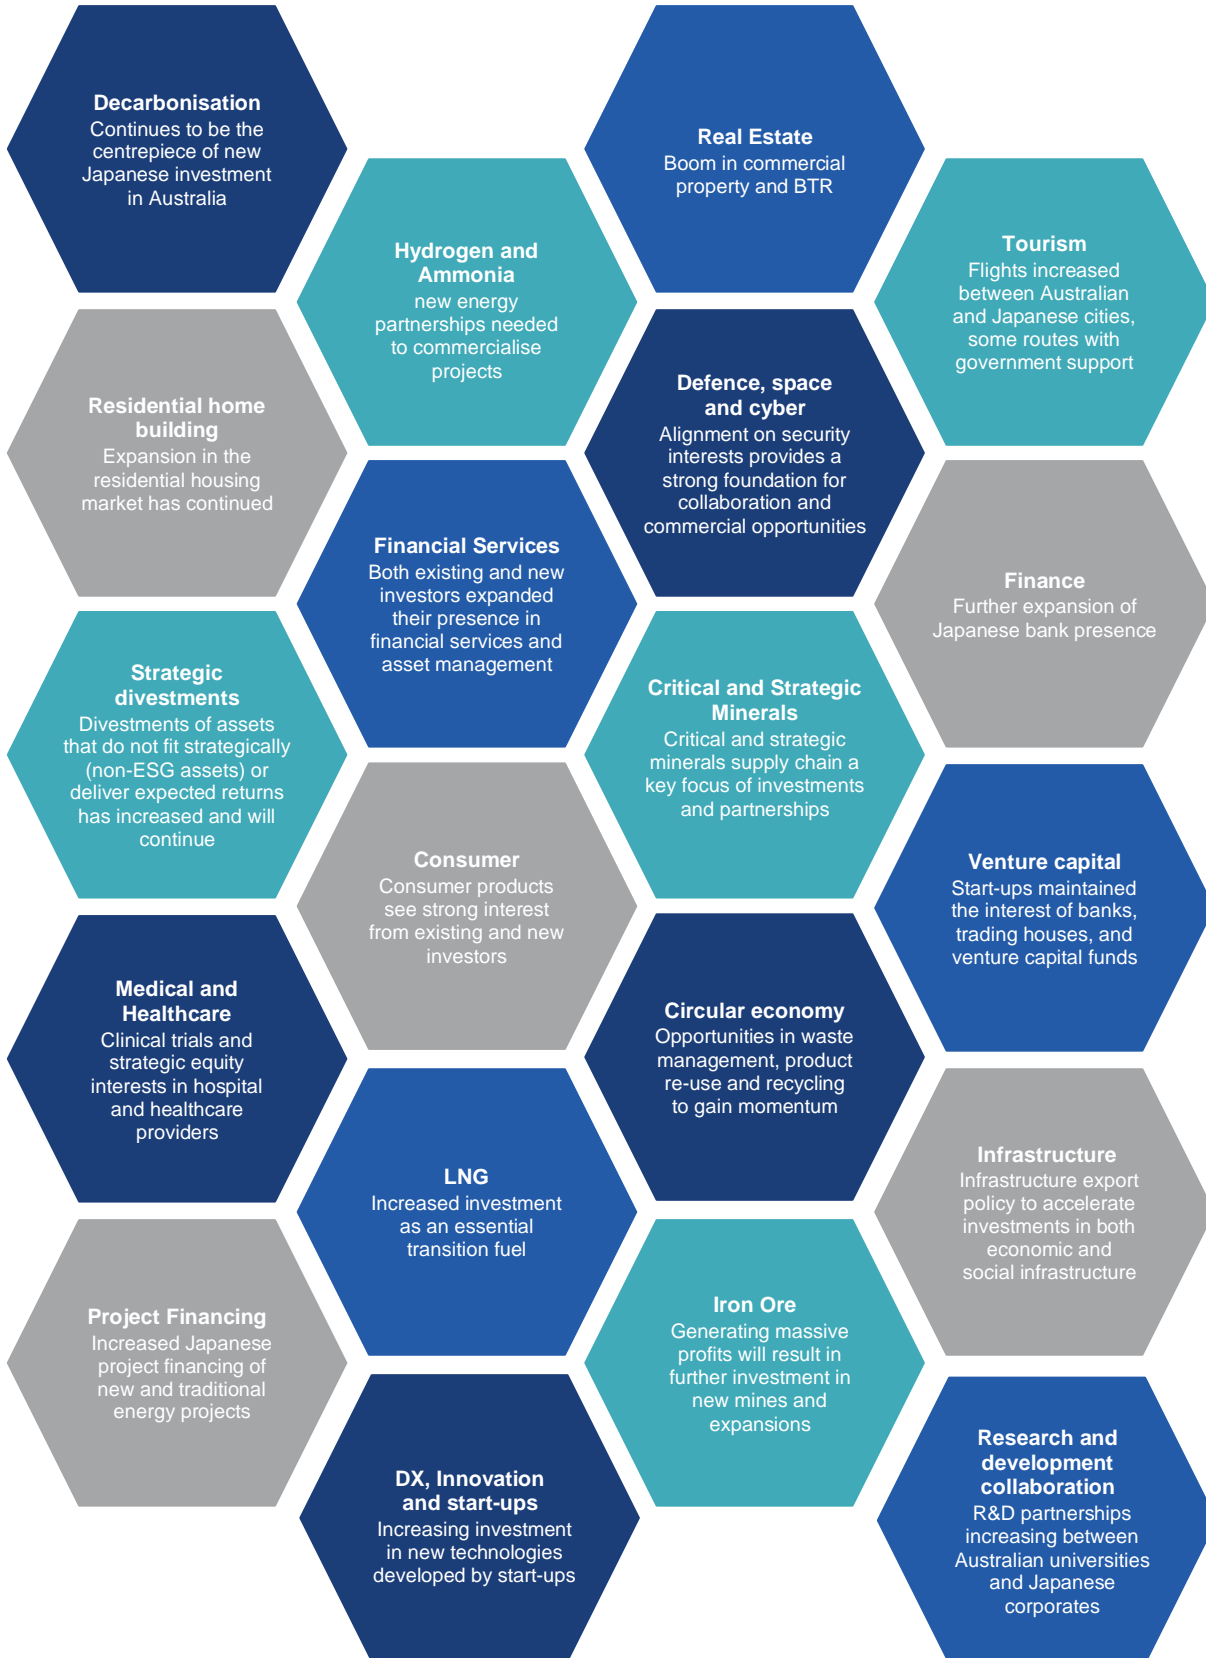 Decarbonisation
Continues to be the
centrepiece of new
Japanese investment
in Australia
Real Estate
Boom in commercial
property and BTR
Hydrogen and
Ammonia
new energy
partnerships needed
to commercialise
projects
Tourism
Flights increased
between Australian
and Japanese cities,
some routes with
government support
Residential home
building
Expansion in the
residential housing
market has continued
Defence, space
and cyber
Alignment on security
interests provides a
strong foundation for
collaboration and
commercial opportunities
Financial Services
Both existing and new
investors expanded
their presence in
financial services and
asset management
Finance
Further expansion of
Japanese bank presence
Strategic
divestments
Divestments of assets
that do not fit strategically
(non-ESG assets) or
deliver expected returns
has increased and will
continue
Critical and Strategic
Minerals
Critical and strategic
minerals supply chain a
key focus of investments
and partnerships
Consumer
Consumer products
see strong interest
from existing and new
investors
Venture capital
Start-ups maintained
the interest of banks,
trading houses, and
venture capital funds
Medical and
Healthcare
Clinical trials and
strategic equity
interests in hospital
and healthcare
providers
Circular economy
Opportunities in waste
management, product
re-use and recycling
to gain momentum
LNG
Increased investment
as an essential
transition fuel
Infrastructure
Infrastructure export
policy to accelerate
investments in both
economic and
social infrastructure
Project Financing
Increased Japanese
project financing of
new and traditional
energy projects
Iron Ore
Generating massive
profits will result in
further investment in
new mines and
expansions
DX, Innovation
and start-ups
Increasing investment
in new technologies
developed by start-ups
Research and
development
collaboration
R&D partnerships
increasing between
Australian universities
and Japanese
corporates